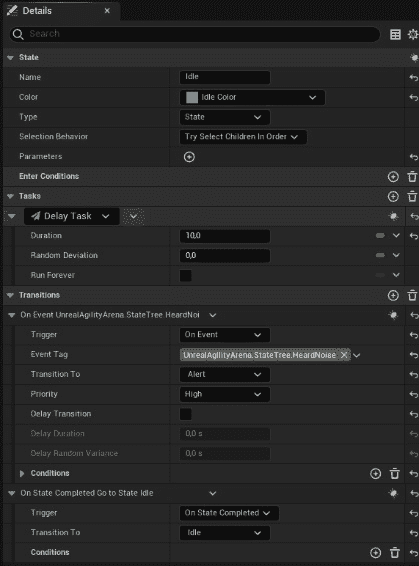 Details
Search
State
Name Idle
Color Idle Color
Type State
Selection Behavior Try Select Children In Order
Parameters
Enter Conditions
Tasks
Delay Task
Duration 10,0
Random Deviation 0,0
Run Forever
Transitions
On Event UnrealAgilityArena.StateTree.HeardNoi
Trigger On Event
Event Tag UnrealAgilityArena.StateTree.HeardNoise
Transition To Alert
Priority High
Delay Transition
Delay Duration 0,0 s
Delay Random Variance 0,0 s
Conditions
On State Completed Go to State Idle
Trigger On State Completed
Transition To Idle
Conditions